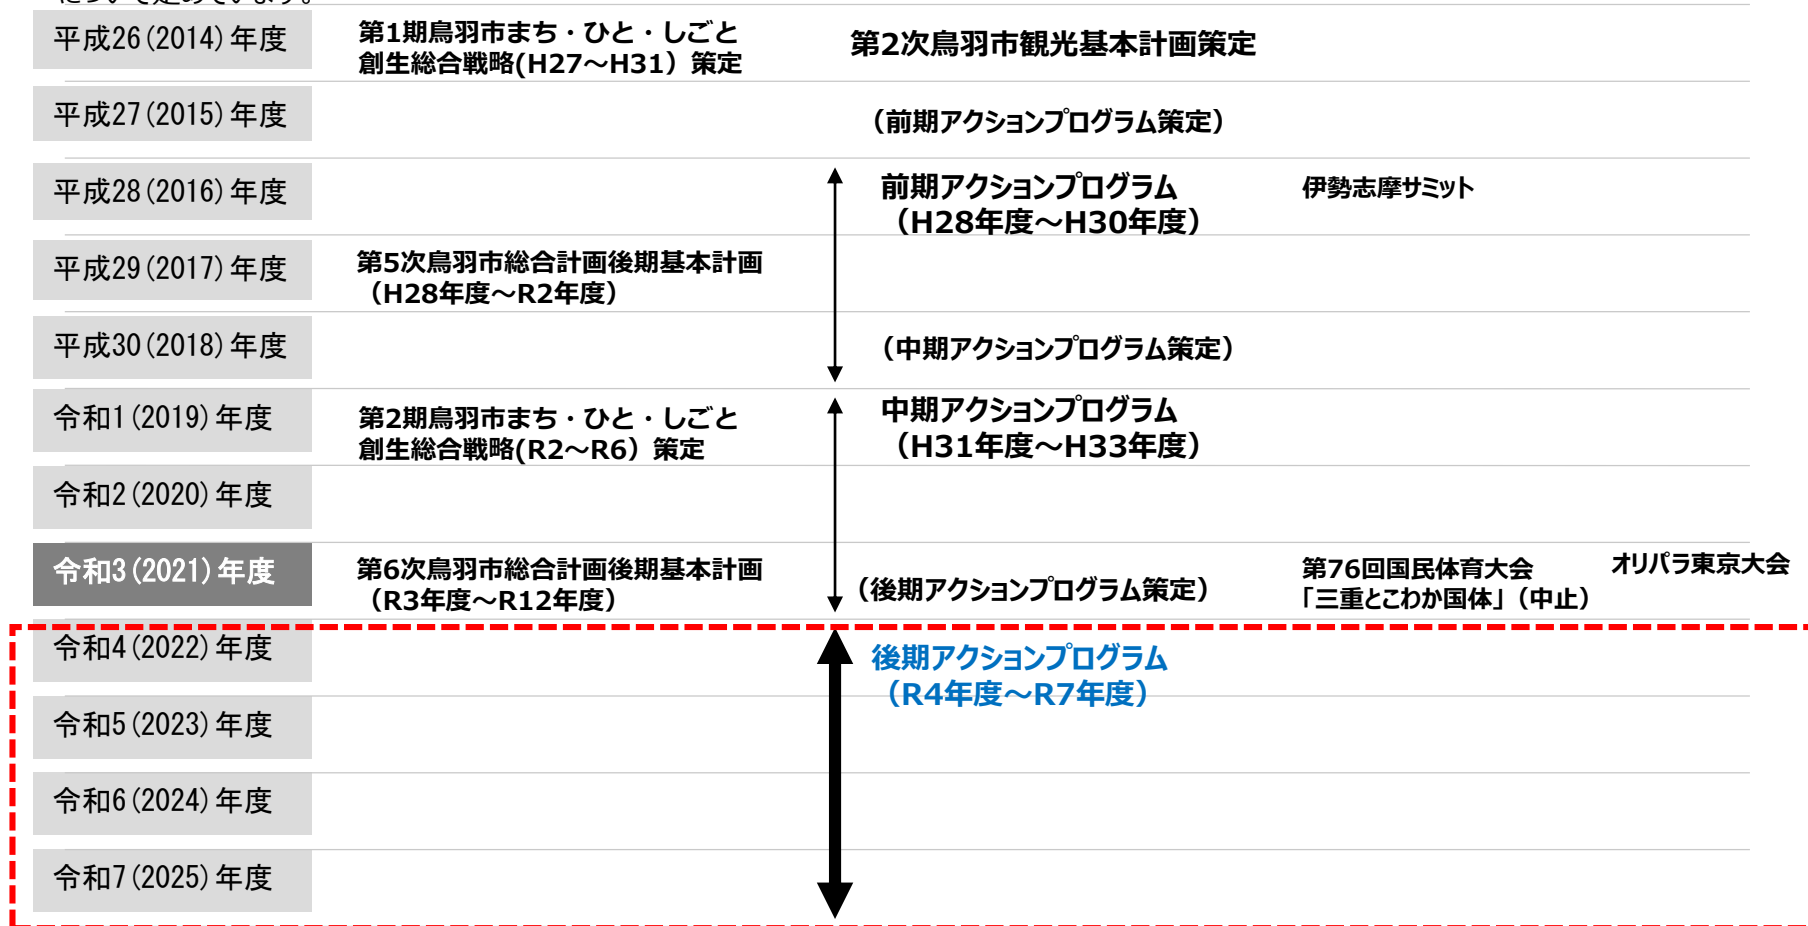 について定めています。
平成26(2014)年度
第1期鳥羽市まち・ひと・しごと
創生総合戦略(H27～H31）策定
第2次鳥羽市観光基本計画策定
平成27(2015)年度
（前期アクションプログラム策定）
平成28(2016)年度
前期アクションプログラム
（H28年度～H30年度）
伊勢志摩サミット
平成29(2017)年度
第5次鳥羽市総合計画後期基本計画
（H28年度～R2年度）
平成30(2018)年度
（中期アクションプログラム策定）
令和1(2019)年度
第2期鳥羽市まち・ひと・しごと
創生総合戦略(R2～R6）策定
中期アクションプログラム
（H31年度～H33年度）
令和2(2020)年度
令和3(2021)年度
第6次鳥羽市総合計画後期基本計画
（R3年度～R12年度）
（後期アクションプログラム策定）
第76回国民体育大会
「三重とこわか国体」（中止）
オリパラ東京大会
令和4(2022)年度
後期アクションプログラム
（R4年度～R7年度）
令和5(2023)年度
令和6(2024)年度
令和7(2025)年度